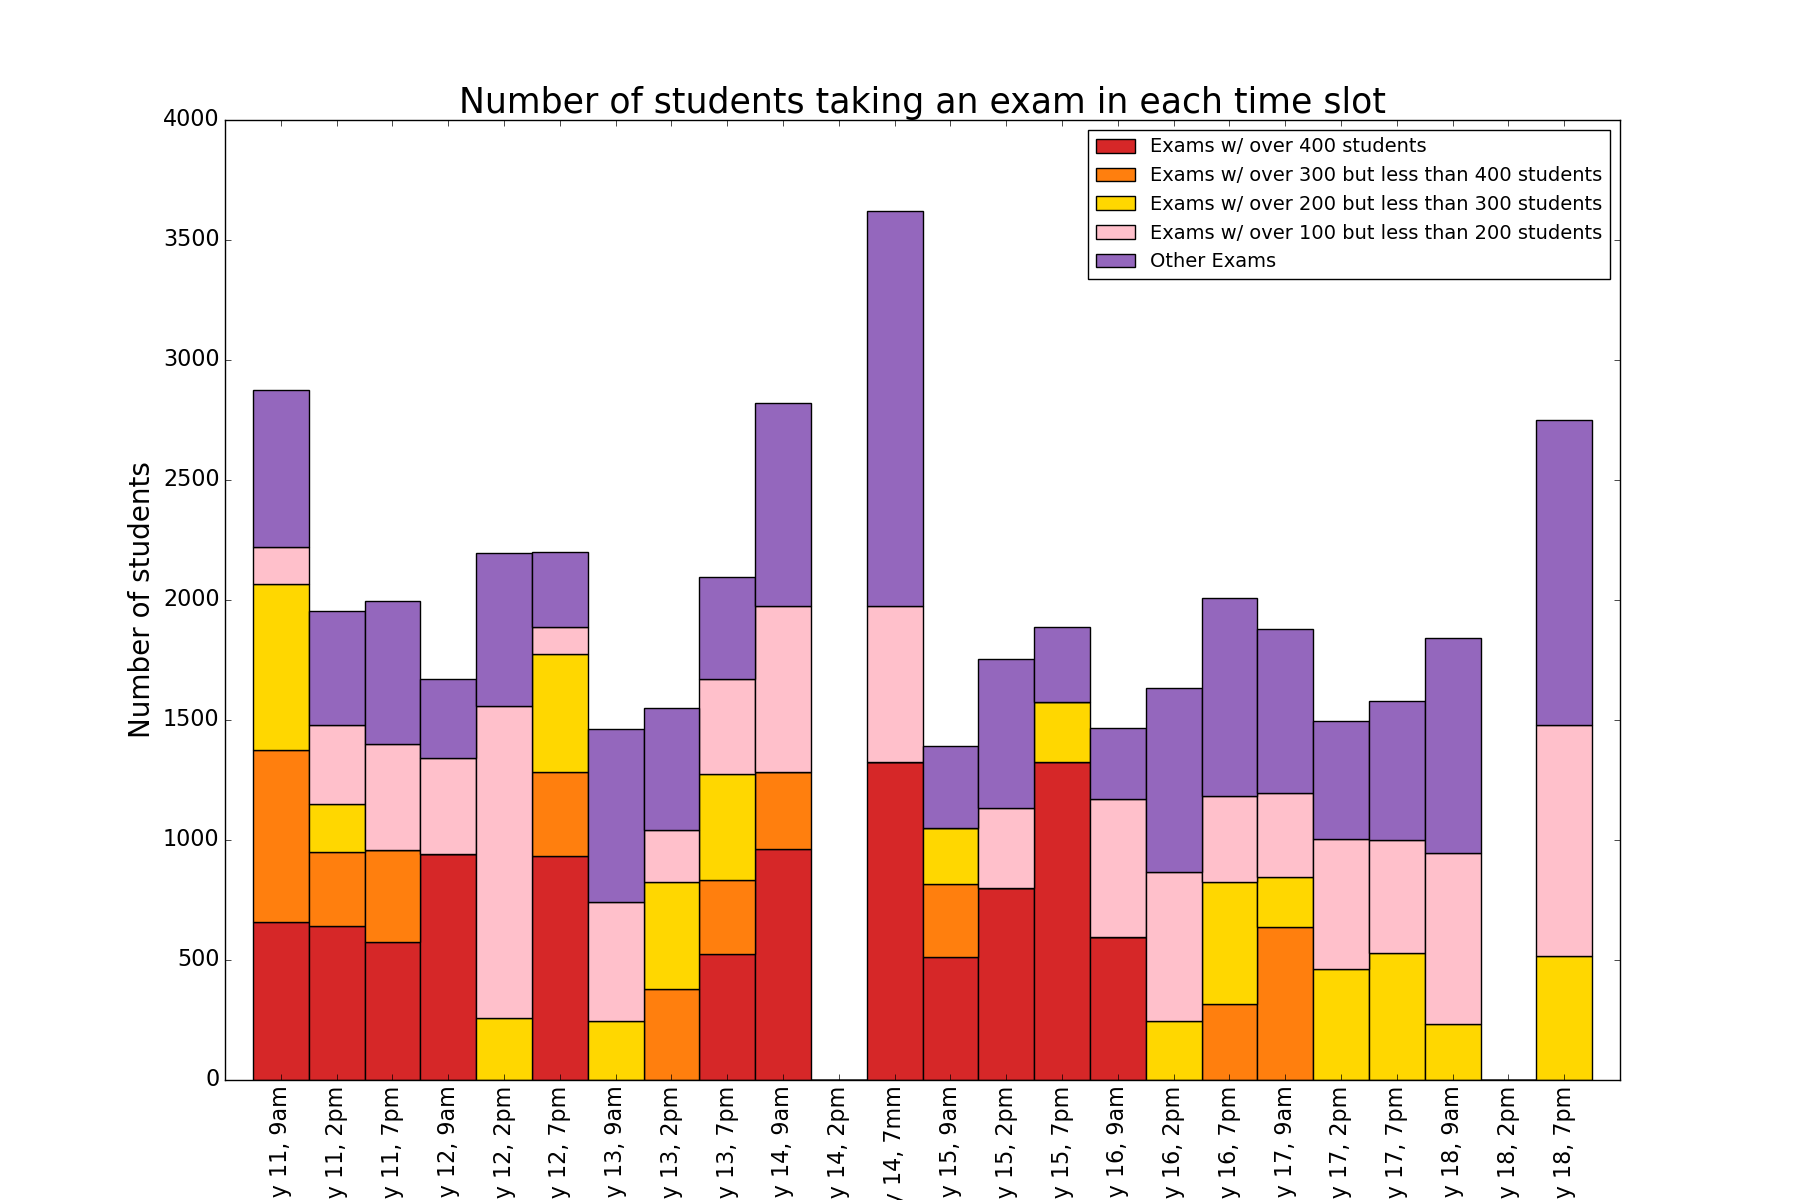 Number of students taking an exam in each time slot
Number of students
4000
3500
3000
2500
2000
1500
1000
500
0
Exams w/ over 400 students
Exams w/ over 300 but less than 400 students
Exams w/ over 200 but less than 300 students
Exams w/ over 100 but less than 200 students
Other Exams
y 11, 9am
y 11, 2pm
y 11, 7pm
y 12, 9am
y 12, 2pm
y 12, 7pm
y 13, 9am
y 13, 2pm
y 13, 7pm
y 14, 9am
y 14, 2pm
y 14, 7mm
y 15, 9am
y 15, 2pm
y 15, 7pm
y 16, 9am
y 16, 2pm
y 16, 7pm
y 17, 9am
y 17, 2pm
y 17, 7pm
y 18, 9am
y 18, 2pm
y 18, 7pm